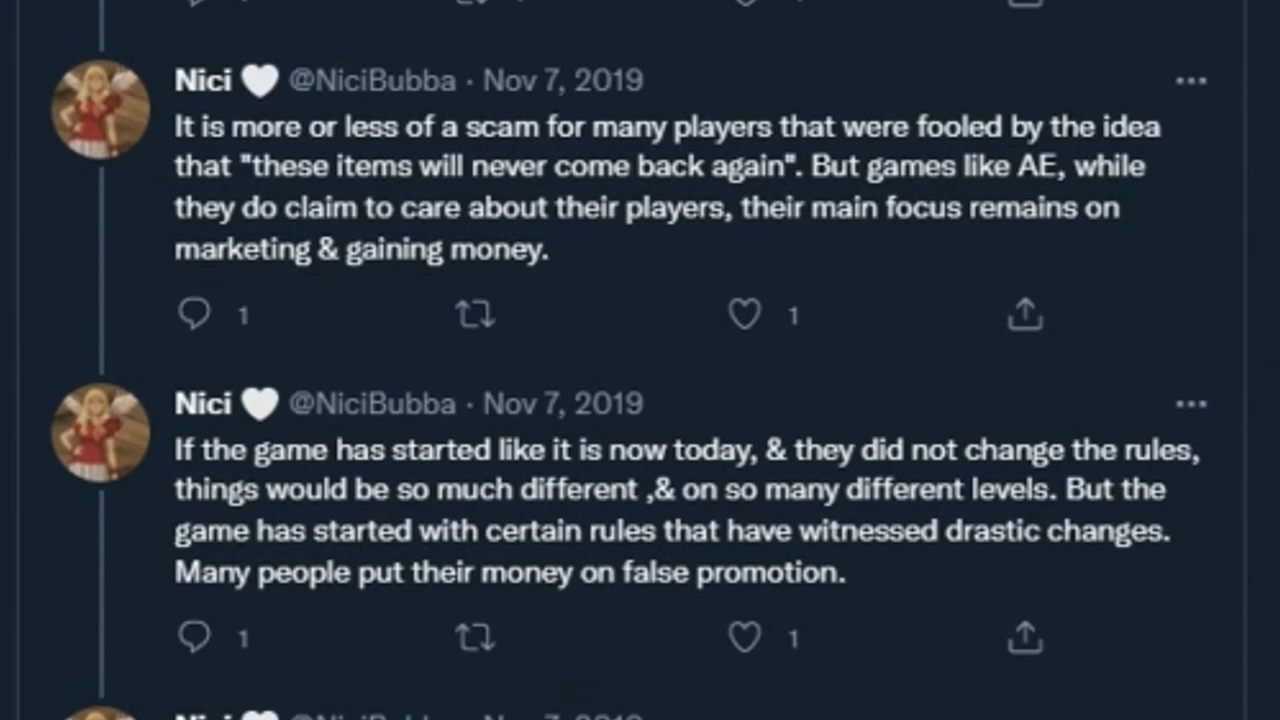 Nici 🤍 @NiciBubba · Nov 7, 2019
It is more or less of a scam for many players that were fooled by the idea
that "these items will never come back again". But games like AE, while
they do claim to care about their players, their main focus remains on
marketing & gaining money.
1 1
Nici 🤍 @NiciBubba · Nov 7, 2019
If the game has started like it is now today, & they did not change the rules,
things would be so much different ,& on so many different levels. But the
game has started with certain rules that have witnessed drastic changes.
Many people put their money on false promotion.
1 1
Nici 🤍 @NiciBubba · Nov 7, 2019